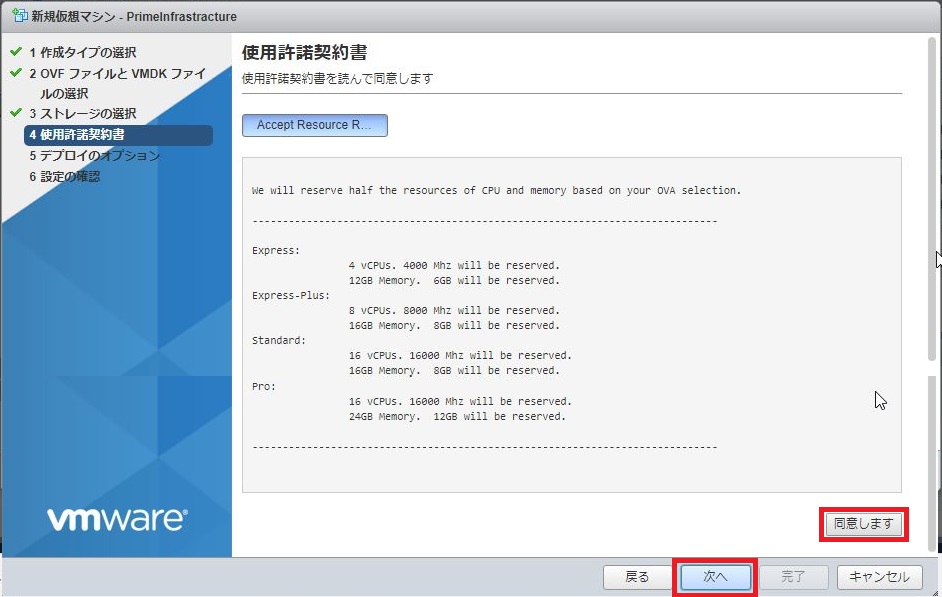 新規仮想マシン - PrimeInfrastracture
1 作成タイプの選択
2 OVF ファイルと VMDK ファイ
ルの選択
3 ストレージの選択
4 使用許諾契約書
5 デプロイのオプション
6 設定の確認
vmware®
使用許諾契約書
使用許諾契約書を読んで同意します
Accept Resource R...
We will reserve half the resources of CPU and memory based on your OVA selection.
-----------------------------------------------------------------------------
Express:
4 vCPUs. 4000 Mhz will be reserved.
12GB Memory.  6GB will be reserved.
Express-Plus:
8 vCPUs. 8000 Mhz will be reserved.
16GB Memory.  8GB will be reserved.
Standard:
16 vCPUs. 16000 Mhz will be reserved.
16GB Memory.  8GB will be reserved.
Pro:
16 vCPUs. 16000 Mhz will be reserved.
24GB Memory.  12GB will be reserved.
-----------------------------------------------------------------------------
同意します
戻る 次へ 完了 キャンセル